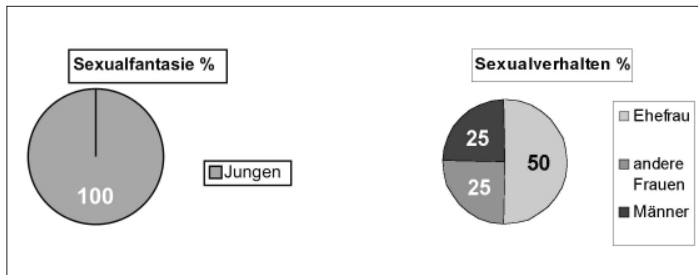 Sexualfantasie %
100
Jungen
Sexualverhalten %
25
50
25
Ehefrau
andere
Frauen
Männer